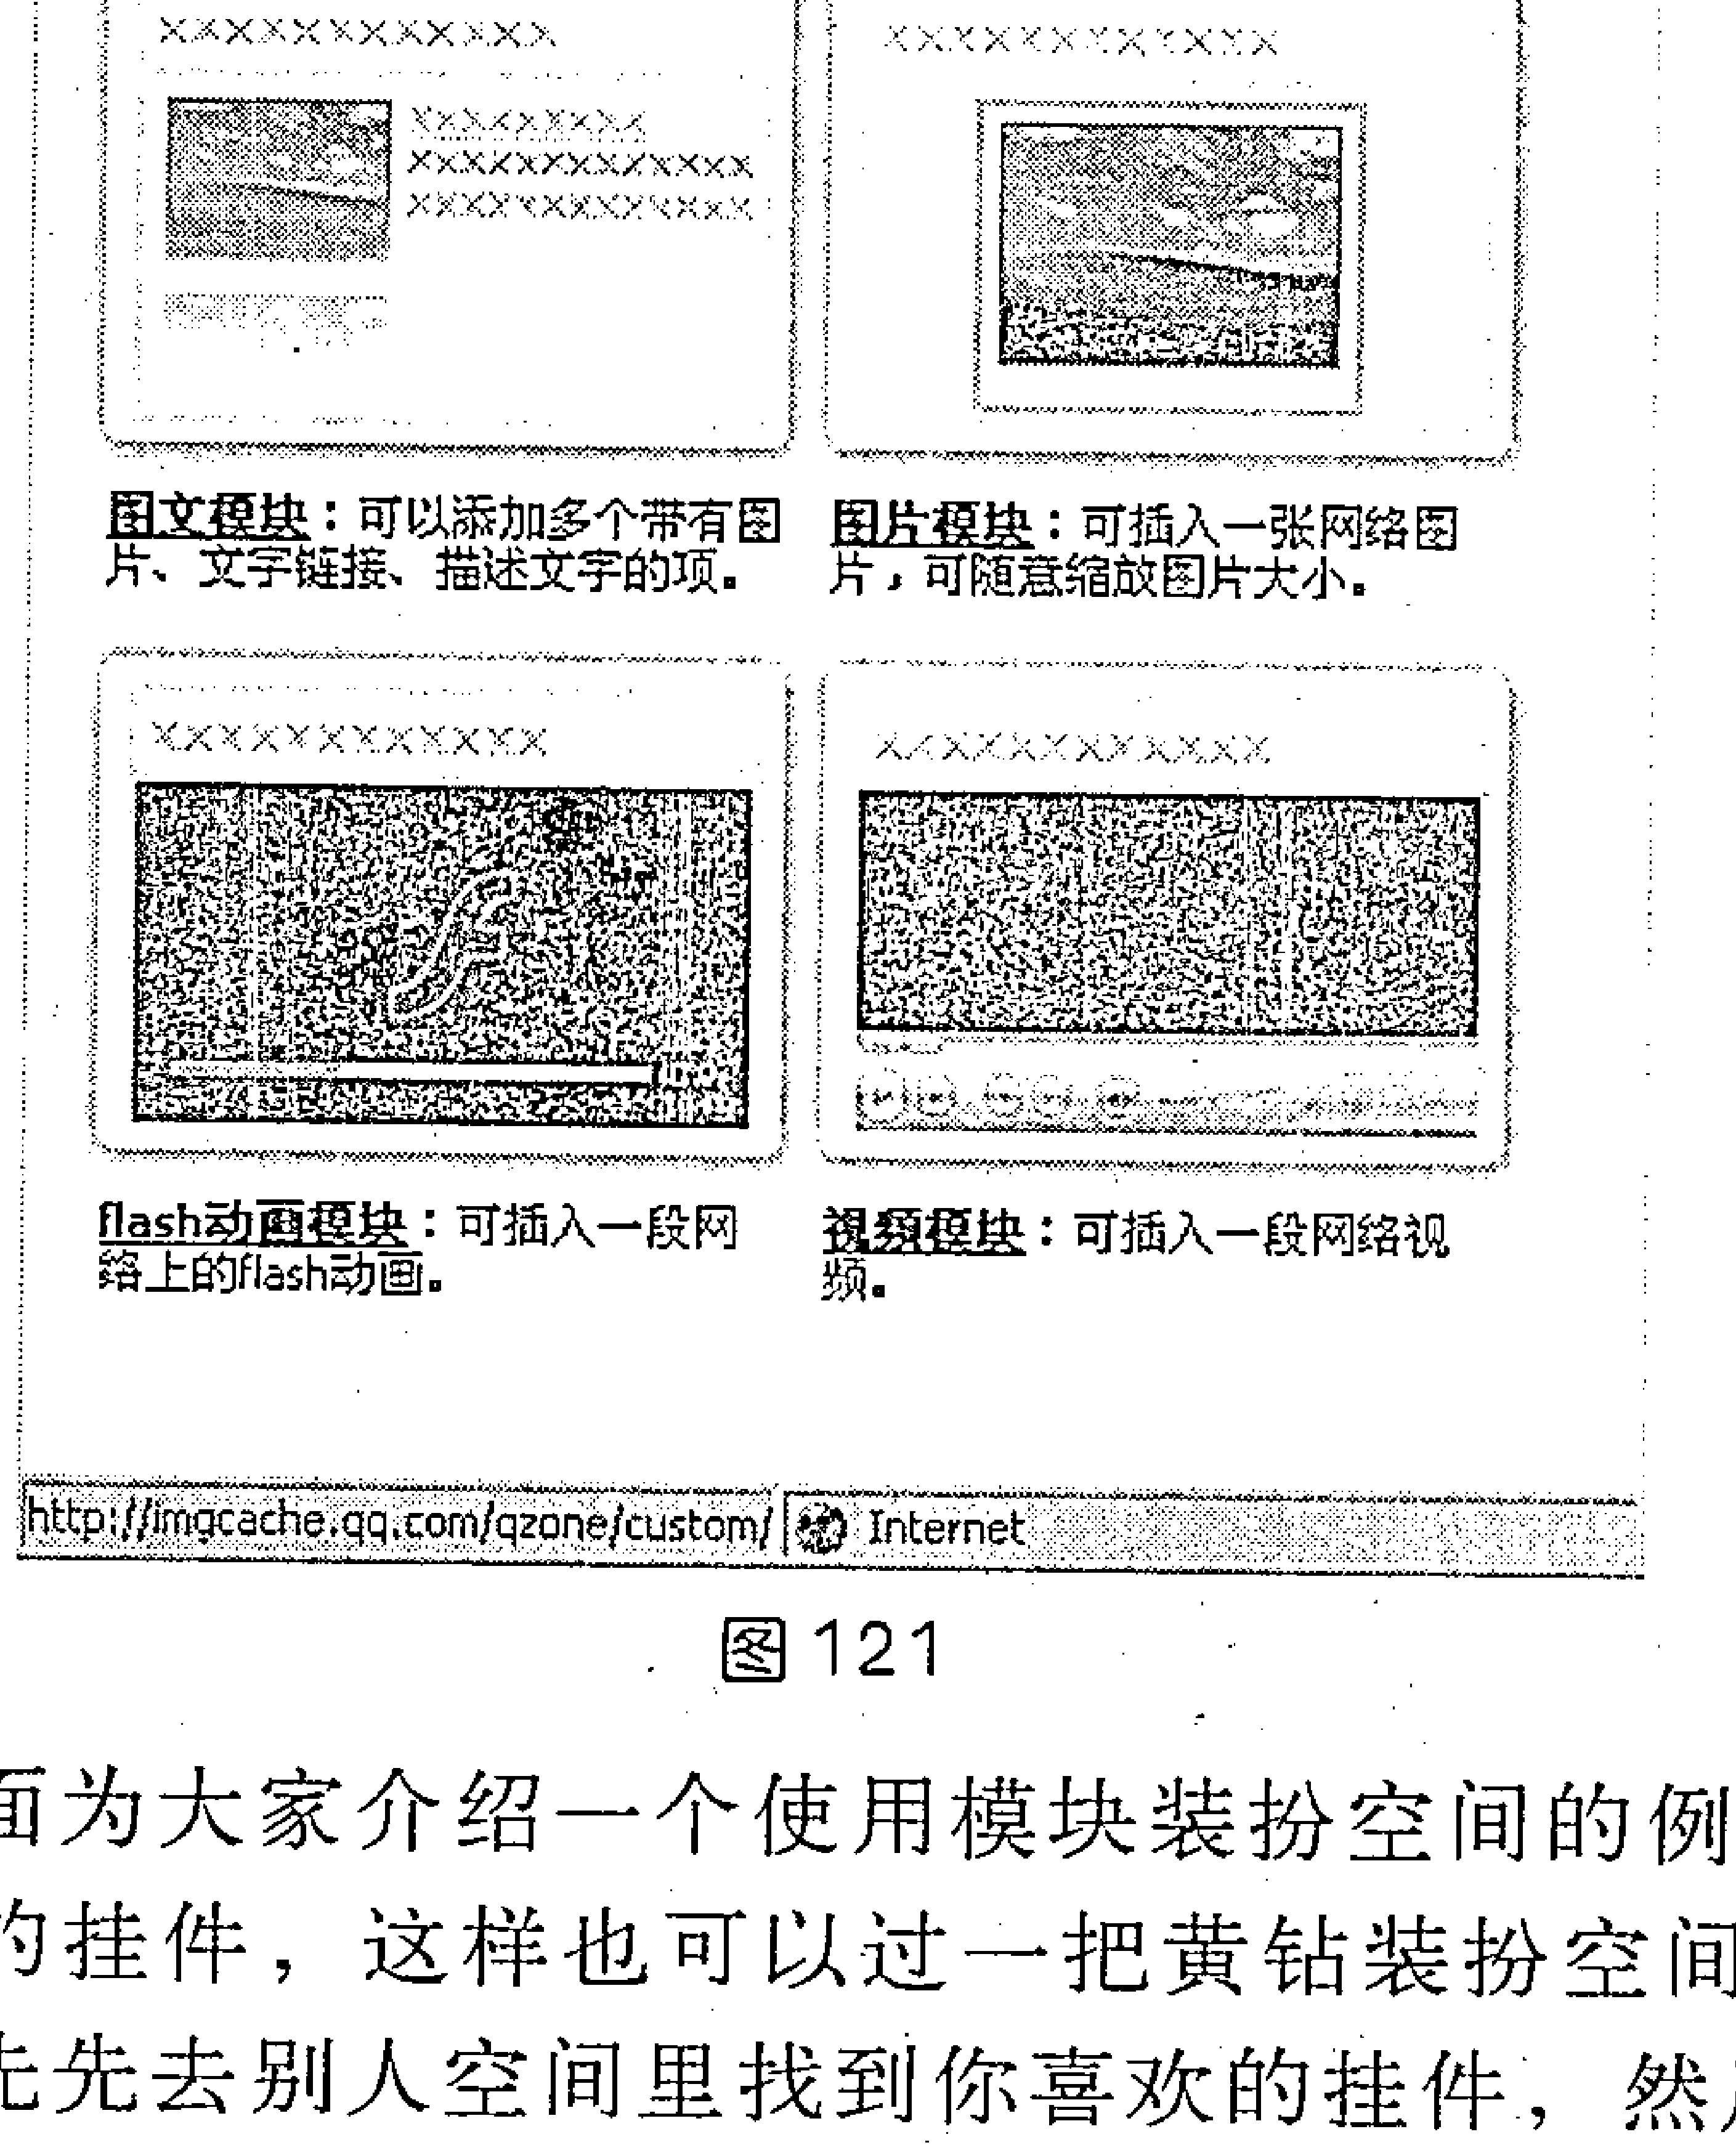 XXXXXXXXXXXX
XXXXXXXXXXXX
XXXXXXXX
XXXXXXXXXXXXX
XXXXXXXXXXXXX
图文模块：可以添加多个带有图
片、文字链接、描述文字的项。
图片模块：可插入一张网络图
片，可随意缩放图片大小。
XXXXXXXXXXXX
XXXXXXXXXXXX
flash动画模块：可插入一段网
络上的flash动画。
视频模块：可插入一段网络视
频。
http://imgcache.qq.com/qzone/custom/ Internet
图 121
面为大家介绍一个使用模块装扮空间的例
的挂件，这样也可以过一把黄钻装扮空间
先去别人空间里找到你喜欢的挂件，然